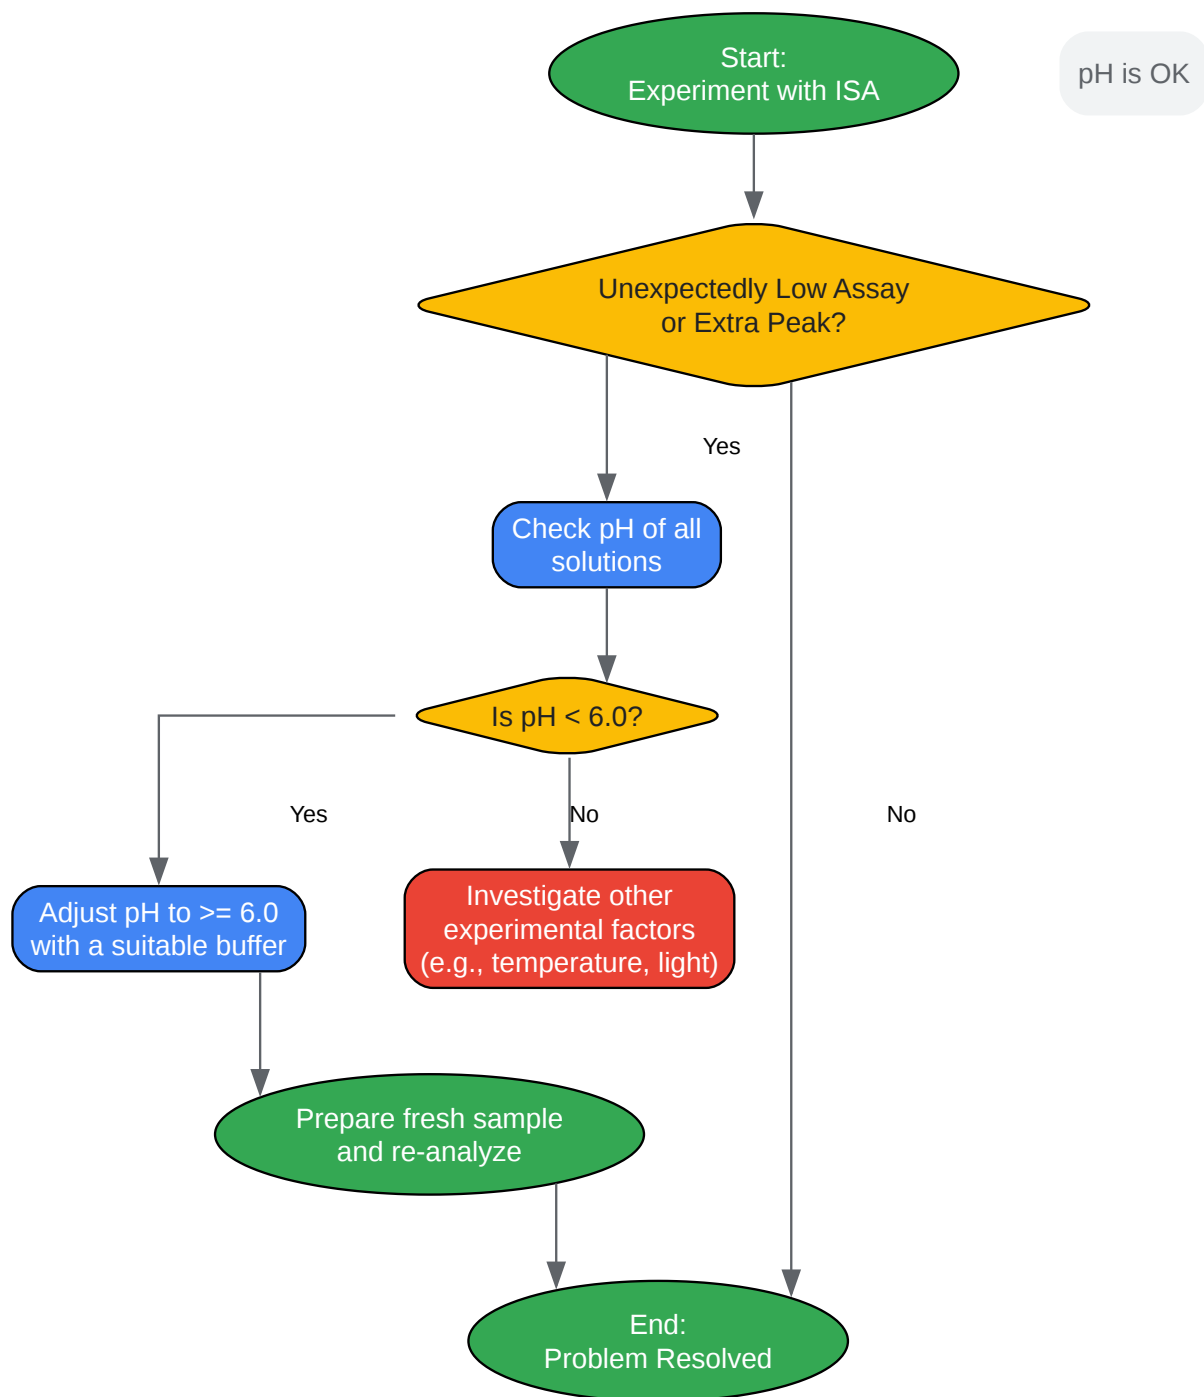 Start:
Experiment with ISA
pH is OK
Unexpectedly Low Assay
or Extra Peak?
Yes
Check pH of all
solutions
Is pH < 6.0?
Yes
No
No
Adjust pH to >= 6.0
with a suitable buffer
Investigate other
experimental factors
(e.g., temperature, light)
Prepare fresh sample
and re-analyze
End:
Problem Resolved